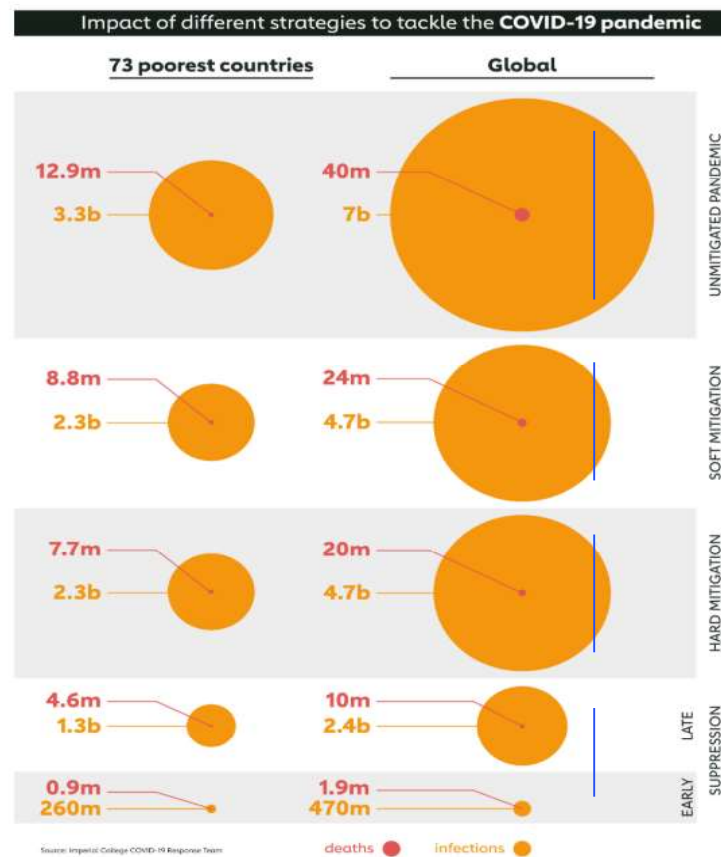 Impact of different strategies to tackle the COVID-19 pandemic
73 poorest countries
Global
12.9m
3.3b
40m
7b
UNMITIGATED PANDEMIC
8.8m
2.3b
24m
4.7b
SOFT MITIGATION
7.7m
2.3b
20m
4.7b
HARD MITIGATION
4.6m
1.3b
10m
2.4b
LATE
SUPPRESSION
0.9m
260m
1.9m
470m
EARLY
Source: Imperial College COVID-19 Response Team
deaths
infections